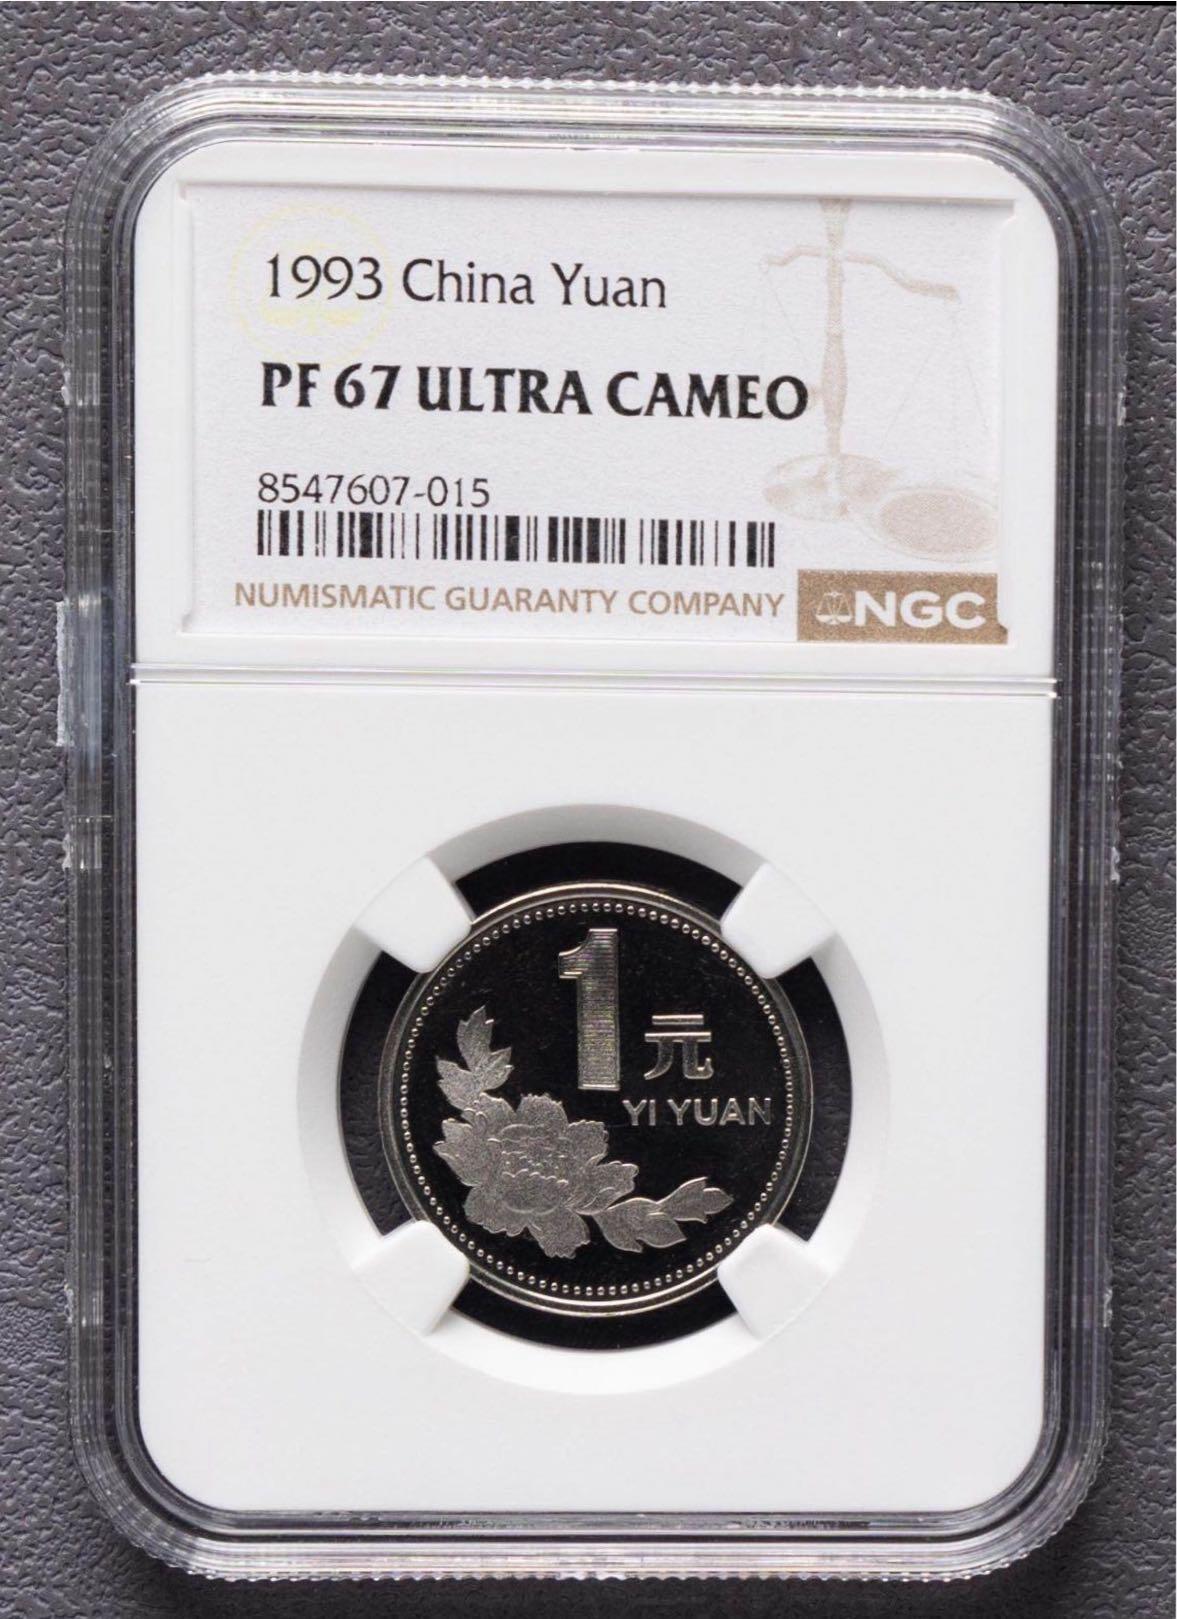 1993 China Yuan
PF 67 ULTRA CAMEO
8547607-015
NUMISMATIC GUARANTY COMPANY
NGC
1
元
YI YUAN